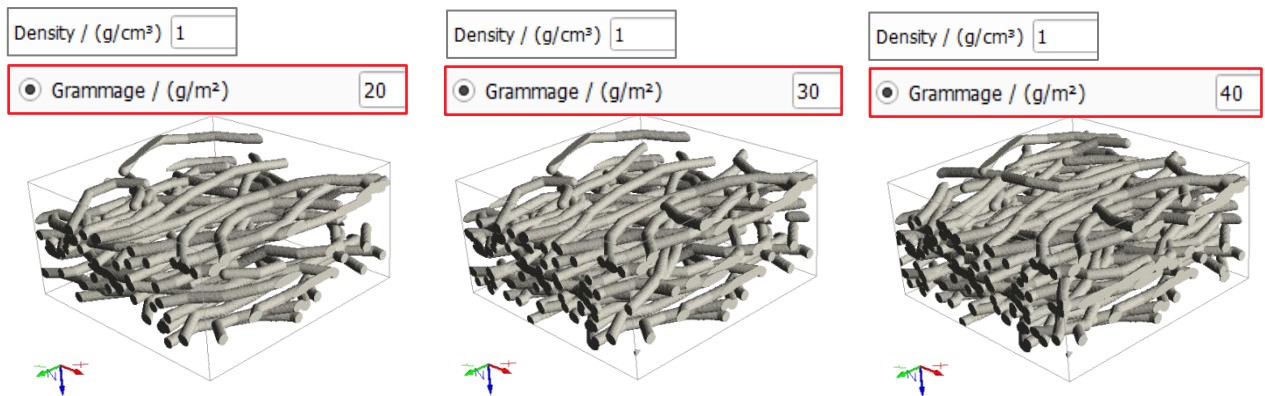 Density / (g/cm³) 1
Grammage / (g/m²) 20
Density / (g/cm³) 1
Grammage / (g/m²) 30
Density / (g/cm³) 1
Grammage / (g/m²) 40